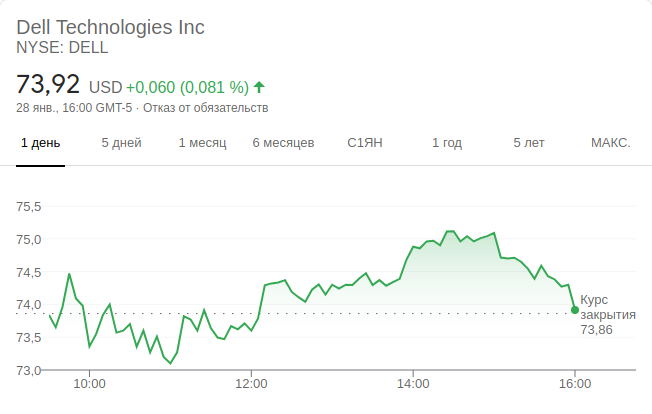 Dell Technologies Inc
NYSE: DELL
73,92 USD +0,060 (0,081 %)
28 янв., 16:00 GMT-5 · Отказ от обязательств
1 день 5 дней 1 месяц 6 месяцев С1ЯН 1 год 5 лет МАКС.
75,5
75,0
74,5
74,0
73,5
73,0
Курс
закрытия
73,86
10:00 12:00 14:00 16:00